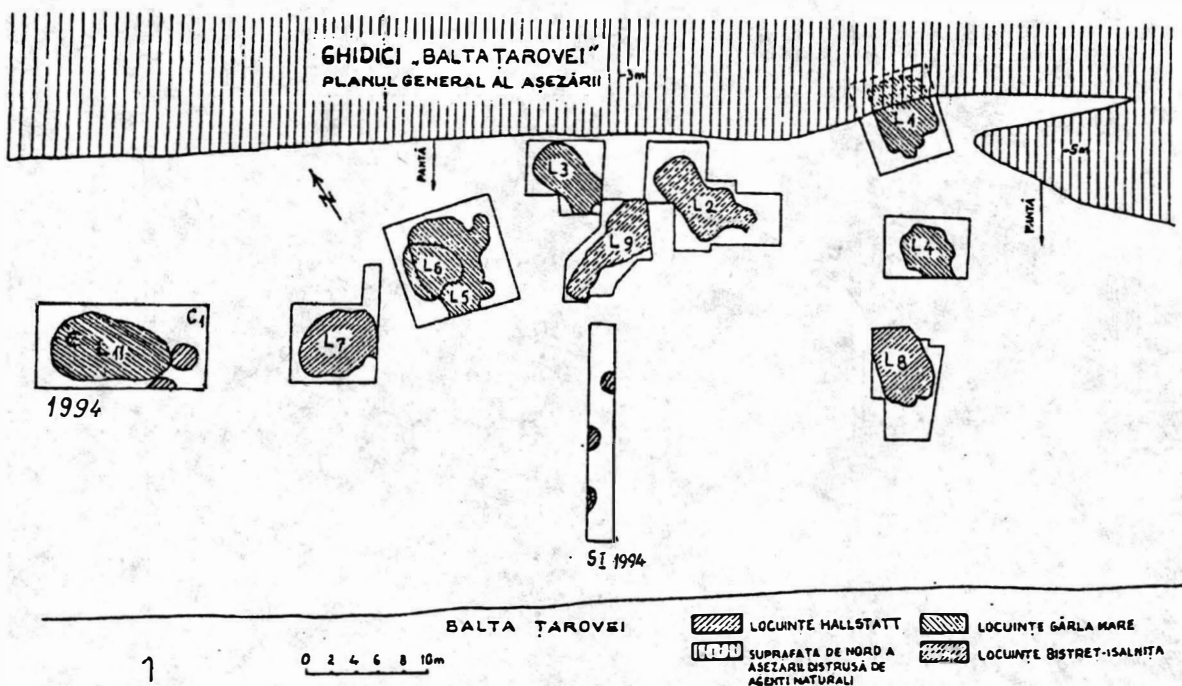 GHIDICI „BALTA ȚAROVEI”
PLANUL GENERAL AL AȘEZĂRII
-3m
L1
-5m
PANTĂ
PANTĂ
N
L3
L2
L9
L6
L5
L4
C1
L11
L7
L8
1994
SI 1994
BALTA ȚAROVEI
0 2 4 6 8 10m
LOCUINȚE HALLSTATT
LOCUINȚE GÂRLA MARE
SUPRAFAȚA DE NORD A
AȘEZĂRII DISTRUSĂ DE
AGENȚI NATURALI
LOCUINȚE BISTREȚ-IȘALNIȚA